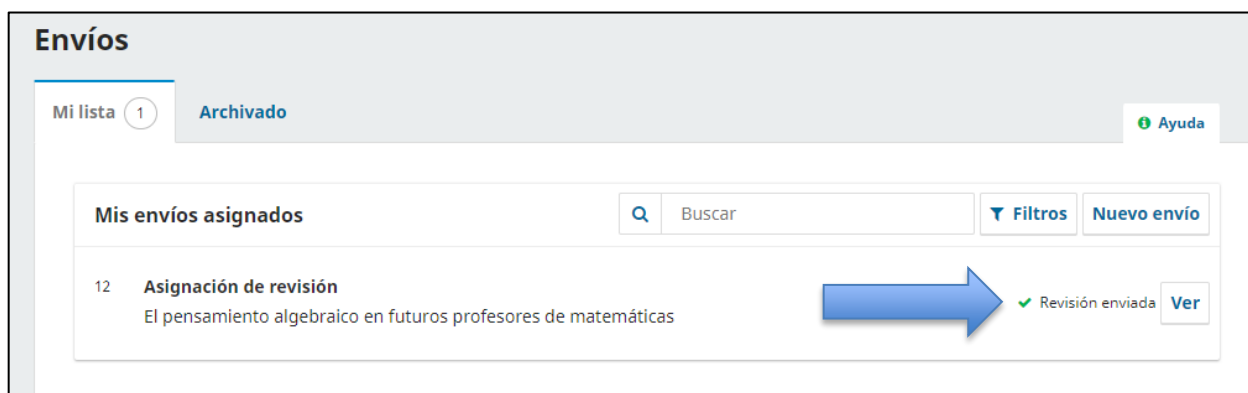 Envíos
Mi lista 1 Archivado
Ayuda
Mis envíos asignados Buscar Filtros Nuevo envío
12 Asignación de revisión
El pensamiento algebraico en futuros profesores de matemáticas
Revisión enviada Ver